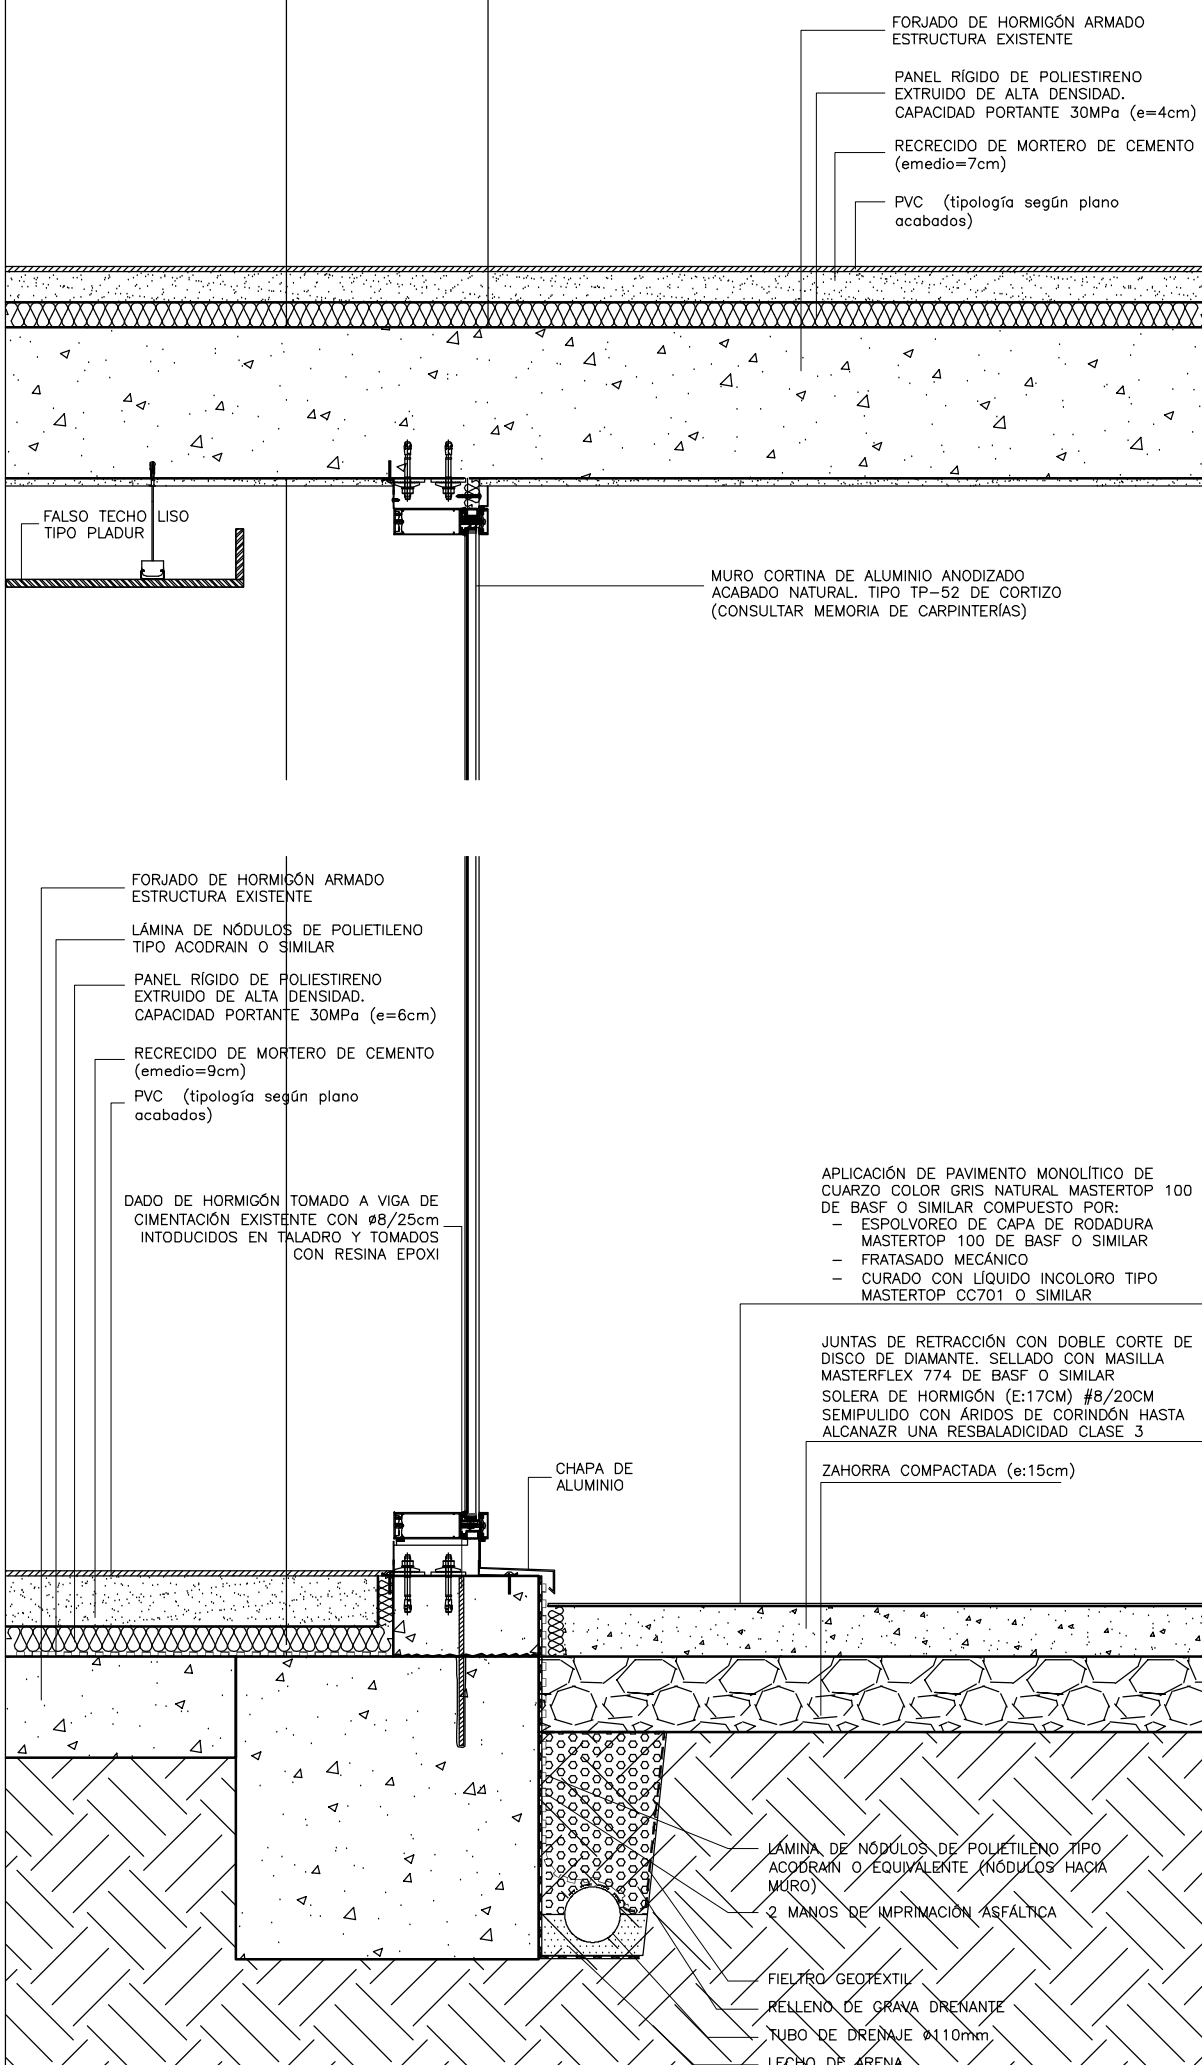 FORJADO DE HORMIGÓN ARMADO
ESTRUCTURA EXISTENTE
PANEL RÍGIDO DE POLIESTIRENO
EXTRUIDO DE ALTA DENSIDAD.
CAPACIDAD PORTANTE 30MPa (e=4cm)
RECRECIDO DE MORTERO DE CEMENTO
(emedio=7cm)
PVC (tipología según plano
acabados)
FALSO TECHO LISO
TIPO PLADUR
MURO CORTINA DE ALUMINIO ANODIZADO
ACABADO NATURAL. TIPO TP-52 DE CORTIZO
(CONSULTAR MEMORIA DE CARPINTERÍAS)
FORJADO DE HORMIGÓN ARMADO
ESTRUCTURA EXISTENTE
LÁMINA DE NÓDULOS DE POLIETILENO
TIPO ACODRAIN O SIMILAR
PANEL RÍGIDO DE POLIESTIRENO
EXTRUIDO DE ALTA DENSIDAD.
CAPACIDAD PORTANTE 30MPa (e=6cm)
RECRECIDO DE MORTERO DE CEMENTO
(emedio=9cm)
PVC (tipología según plano
acabados)
DADO DE HORMIGÓN TOMADO A VIGA DE
CIMENTACIÓN EXISTENTE CON ø8/25cm
INTODUCIDOS EN TALADRO Y TOMADOS
CON RESINA EPOXI
APLICACIÓN DE PAVIMENTO MONOLÍTICO DE
CUARZO COLOR GRIS NATURAL MASTERTOP 100
DE BASF O SIMILAR COMPUESTO POR:
- ESPOLVOREO DE CAPA DE RODADURA
MASTERTOP 100 DE BASF O SIMILAR
- FRATASADO MECÁNICO
- CURADO CON LÍQUIDO INCOLORO TIPO
MASTERTOP CC701 O SIMILAR
JUNTAS DE RETRACCIÓN CON DOBLE CORTE DE
DISCO DE DIAMANTE. SELLADO CON MASILLA
MASTERFLEX 774 DE BASF O SIMILAR
SOLERA DE HORMIGÓN (E:17CM) #8/20CM
SEMIPULIDO CON ÁRIDOS DE CORINDÓN HASTA
ALCANAZR UNA RESBALADICIDAD CLASE 3
ZAHORRA COMPACTADA (e:15cm)
CHAPA DE
ALUMINIO
LÁMINA DE NÓDULOS DE POLIETILENO TIPO
ACODRAIN O EQUIVALENTE (NÓDULOS HACIA
MURO)
2 MANOS DE IMPRIMACIÓN ASFÁLTICA
FIELTRO GEOTEXTIL
RELLENO DE GRAVA DRENANTE
TUBO DE DRENAJE ø110mm
LECHO DE ARENA